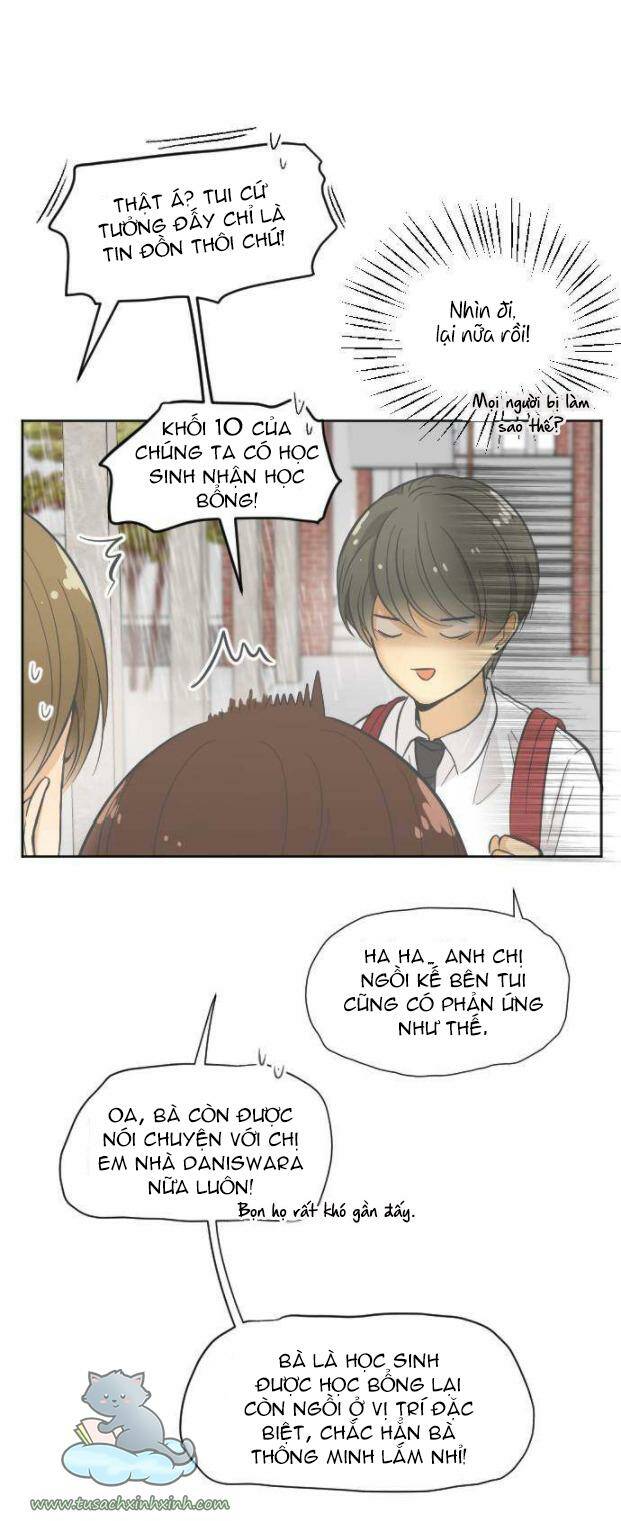 THẬT Á? TUI CỨ
TƯỞNG ĐẤY CHỈ LÀ
TIN ĐỒN THÔI CHỨ!
Nhìn đi,
lại nữa rồi!
Mọi người bị làm
sao thế?
KHỐI 10 CỦA
CHÚNG TA CÓ HỌC
SINH NHẬN HỌC
BỔNG!
HA HA... ANH CHỊ
NGỒI KẾ BÊN TUI
CŨNG CÓ PHẢN ỨNG
NHƯ THẾ.
OA, BÀ CÒN ĐƯỢC
NÓI CHUYỆN VỚI CHỊ
EM NHÀ DANISWARA
NỮA LUÔN!
Bọn họ rất khó gần đấy.
BÀ LÀ HỌC SINH
ĐƯỢC HỌC BỔNG LẠI
CÒN NGỒI Ở VỊ TRÍ ĐẶC
BIỆT, CHẮC HẲN BÀ
THÔNG MINH LẮM NHỈ!
www.tusachxinhxinh.com